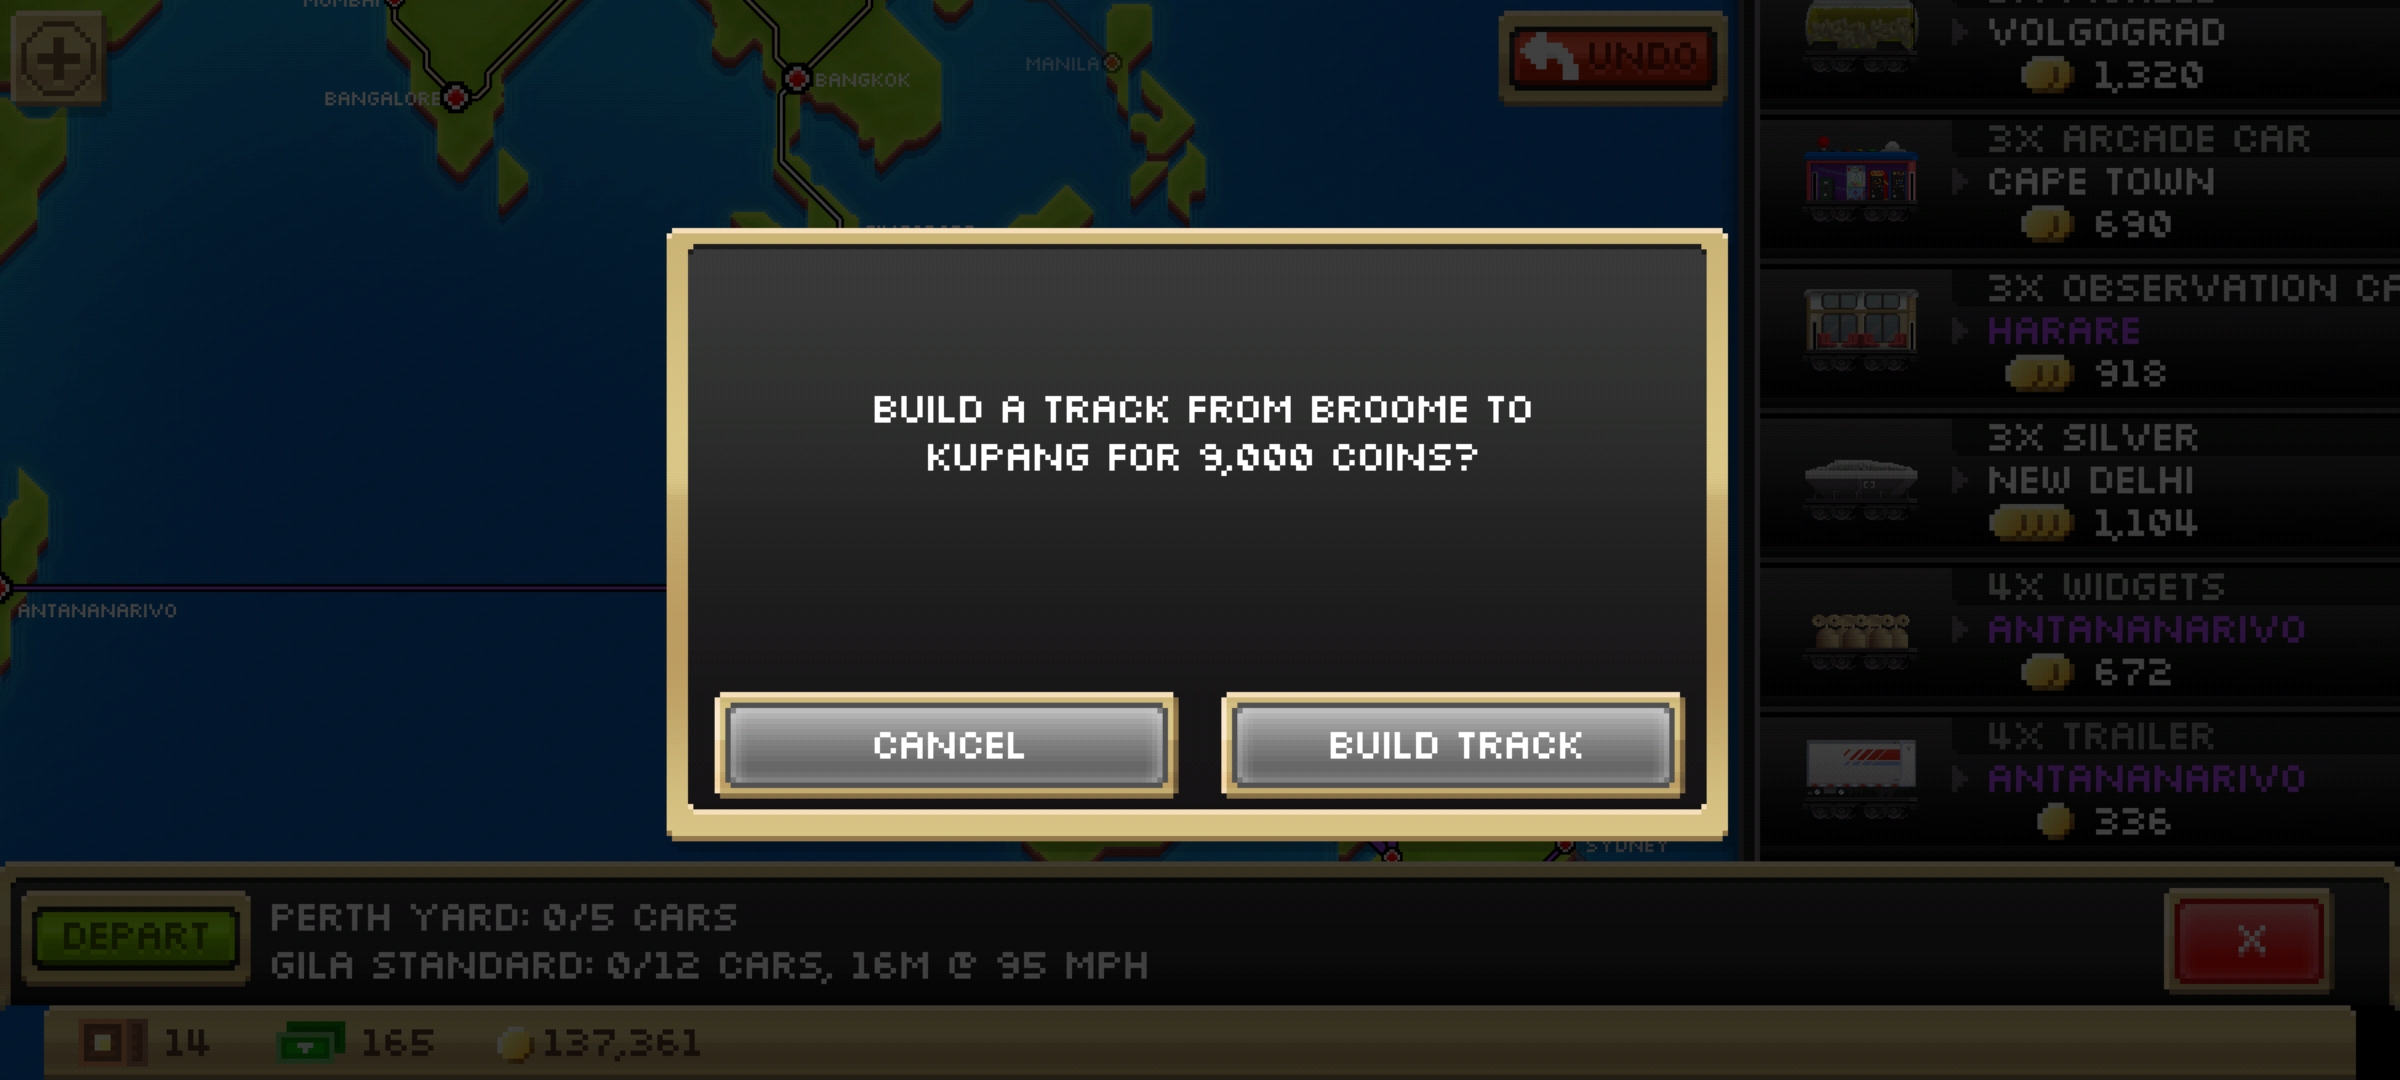 BANGALORE
BANGKOK
MANILA
UNDO
VOLGOGRAD
1,320
3X ARCADE CAR
CAPE TOWN
690
3X OBSERVATION
HARARE
918
3X SILVER
NEW DELHI
1,104
4X WIDGETS
ANTANANARIVO
672
4X TRAILER
ANTANANARIVO
336
BUILD A TRACK FROM BROOME TO
KUPANG FOR 9,000 COINS?
CANCEL
BUILD TRACK
ANTANANARIVO
SYDNEY
DEPART
PERTH YARD: 0/5 CARS
GILA STANDARD: 0/12 CARS, 16M @ 95 MPH
X
14
165
137,361